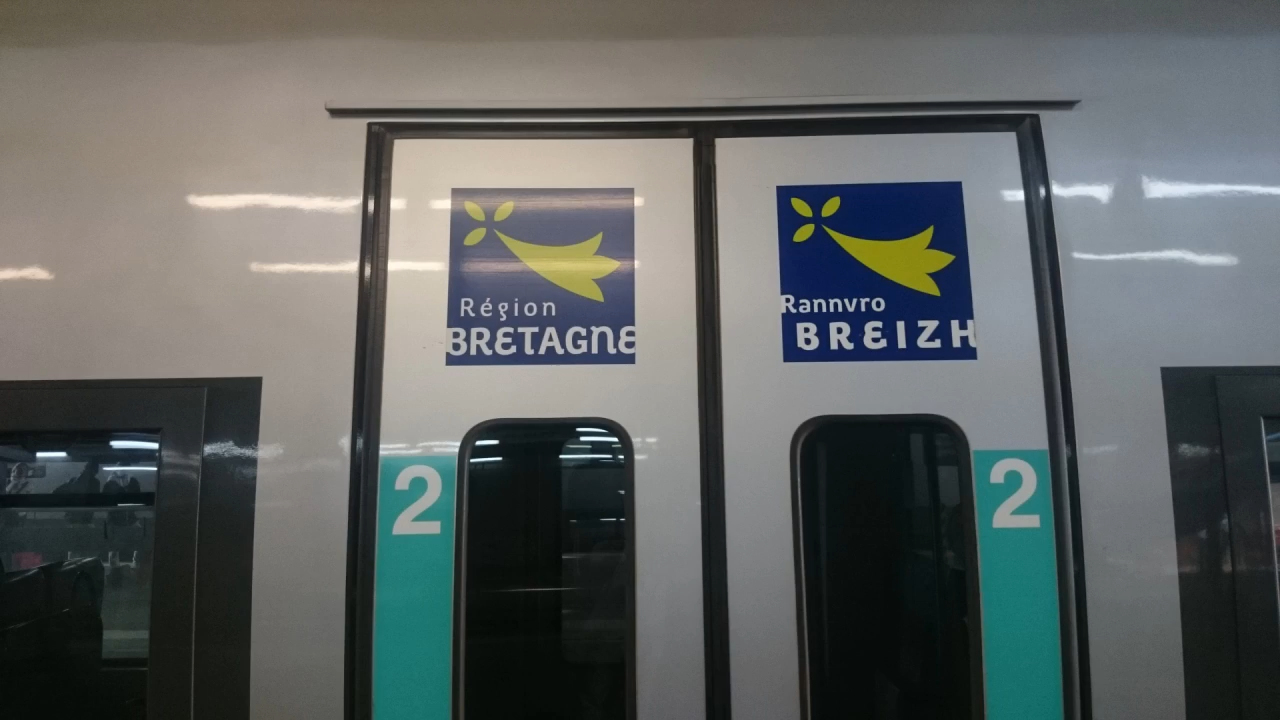 Région
BRETAGNE
Rannvro
BREIZH
2
2